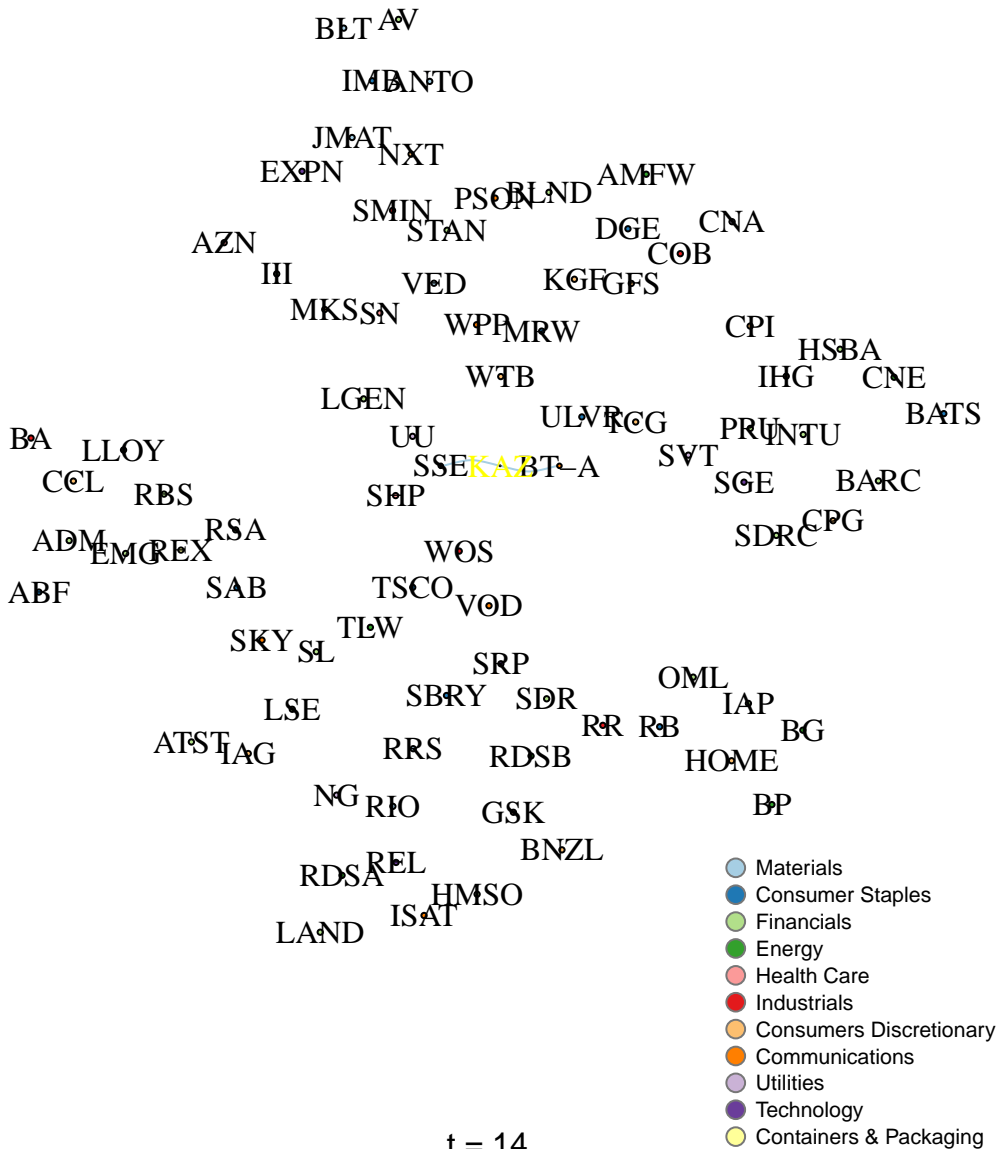 AV
BLT
IMB
ANTO
JMAT
NXT
EXPN
AMFW
BLND
PSON
SMIN
CNA
STAN
DGE
AZN
COB
III
KGF
GFS
VED
MKS
SN
WPP
CPI
MRW
HSBA
WTB
IHG
CNE
LGEN
BATS
ULVR
TCG
PRU
INTU
UU
BA
LLOY
SVT
SSE
KAZ
BT-A
CCL
SGE
BARC
RBS
SHP
CPG
RSA
SDRC
ADM
EMG
REX
WOS
ABF
SAB
TSCO
VOD
TLW
SKY
SL
SRP
OML
SBRY
SDR
IAP
LSE
RR
RB
BG
ATST
IAG
RRS
RDSB
HOME
NG
RIO
BP
GSK
BNZL
REL
RDSA
HMSO
ISAT
LAND
Materials
Consumer Staples
Financials
Energy
Health Care
Industrials
Consumers Discretionary
Communications
Utilities
Technology
Containers & Packaging
t = 14